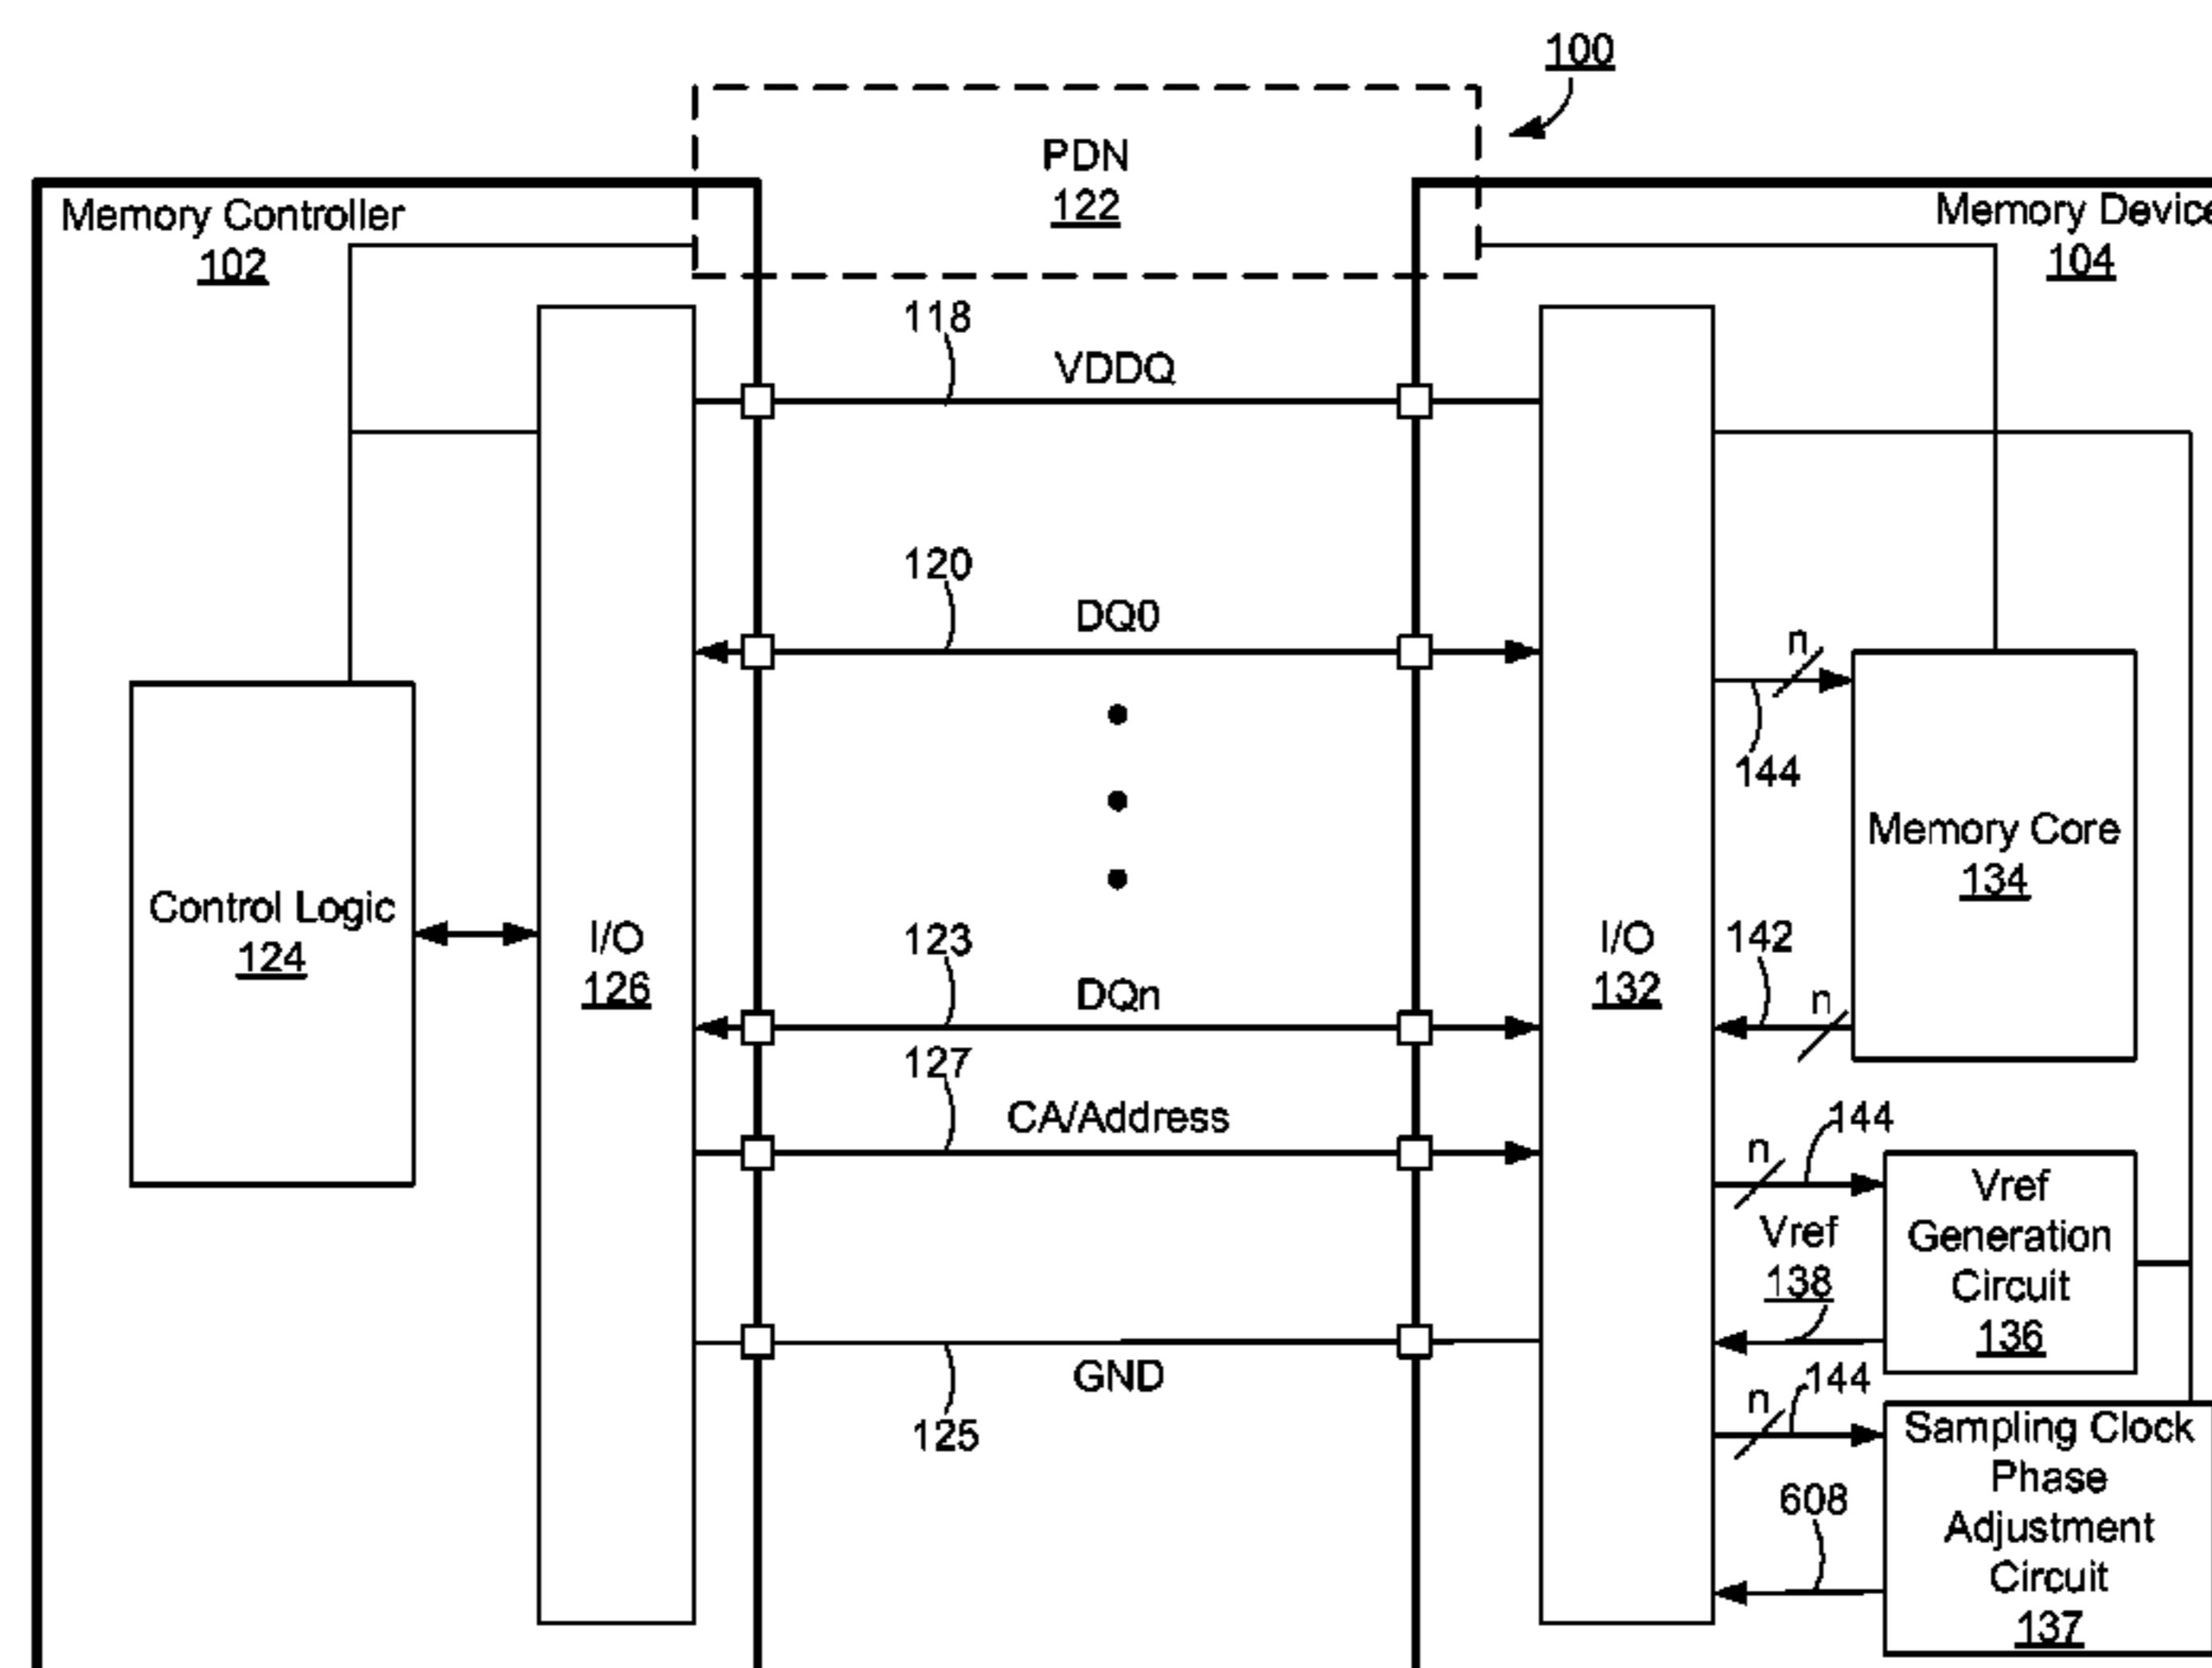 100
PDN
122
Memory Controller
102
Memory Device
104
118
VDDQ
120
DQ0
n
144
Memory Core
134
Control Logic
124
I/O
126
I/O
132
123
DQn
142
n
127
CA/Address
144
n
Vref
Generation
Circuit
136
Vref
138
GND
125
144
n
Sampling Clock
Phase
Adjustment
Circuit
137
608